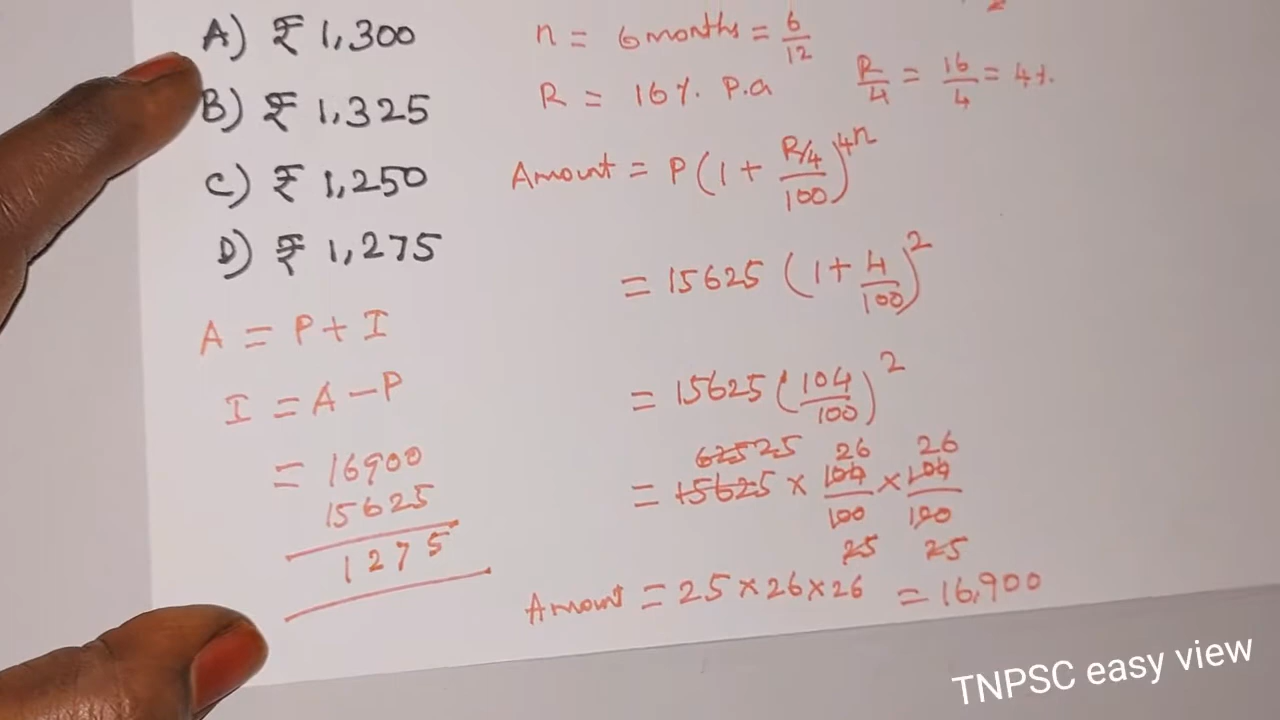 A) ₹ 1,300
B) ₹ 1,325
C) ₹ 1,250
D) ₹ 1,275
A = P + I
I = A - P
= 16900
15625
1275
n = 6 months = 6/12
R = 16%. P.a
R/4 = 16/4 = 4%.
Amount = P(1 + R/4/100)^4n
= 15625 (1 + 4/100)^2
= 15625 (104/100)^2
625 25 26 26
= 15625 × 104/100 × 104/100
25 25
Amount = 25 × 26 × 26 = 16,900
TNPSC easy view